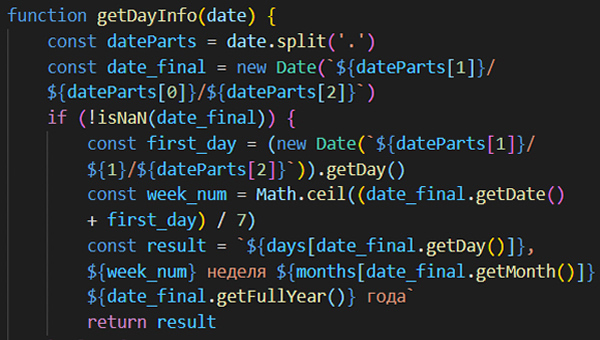 function getDayInfo(date) {
const dateParts = date.split('.')
const date_final = new Date(`${dateParts[1]}/
${dateParts[0]}/${dateParts[2]}`)
if (!isNaN(date_final)) {
const first_day = (new Date(`${dateParts[1]}/
${1}/${dateParts[2]}`)).getDay()
const week_num = Math.ceil((date_final.getDate()
+ first_day) / 7)
const result = `${days[date_final.getDay()]},
${week_num} неделя ${months[date_final.getMonth()]}
${date_final.getFullYear()} года`
return result